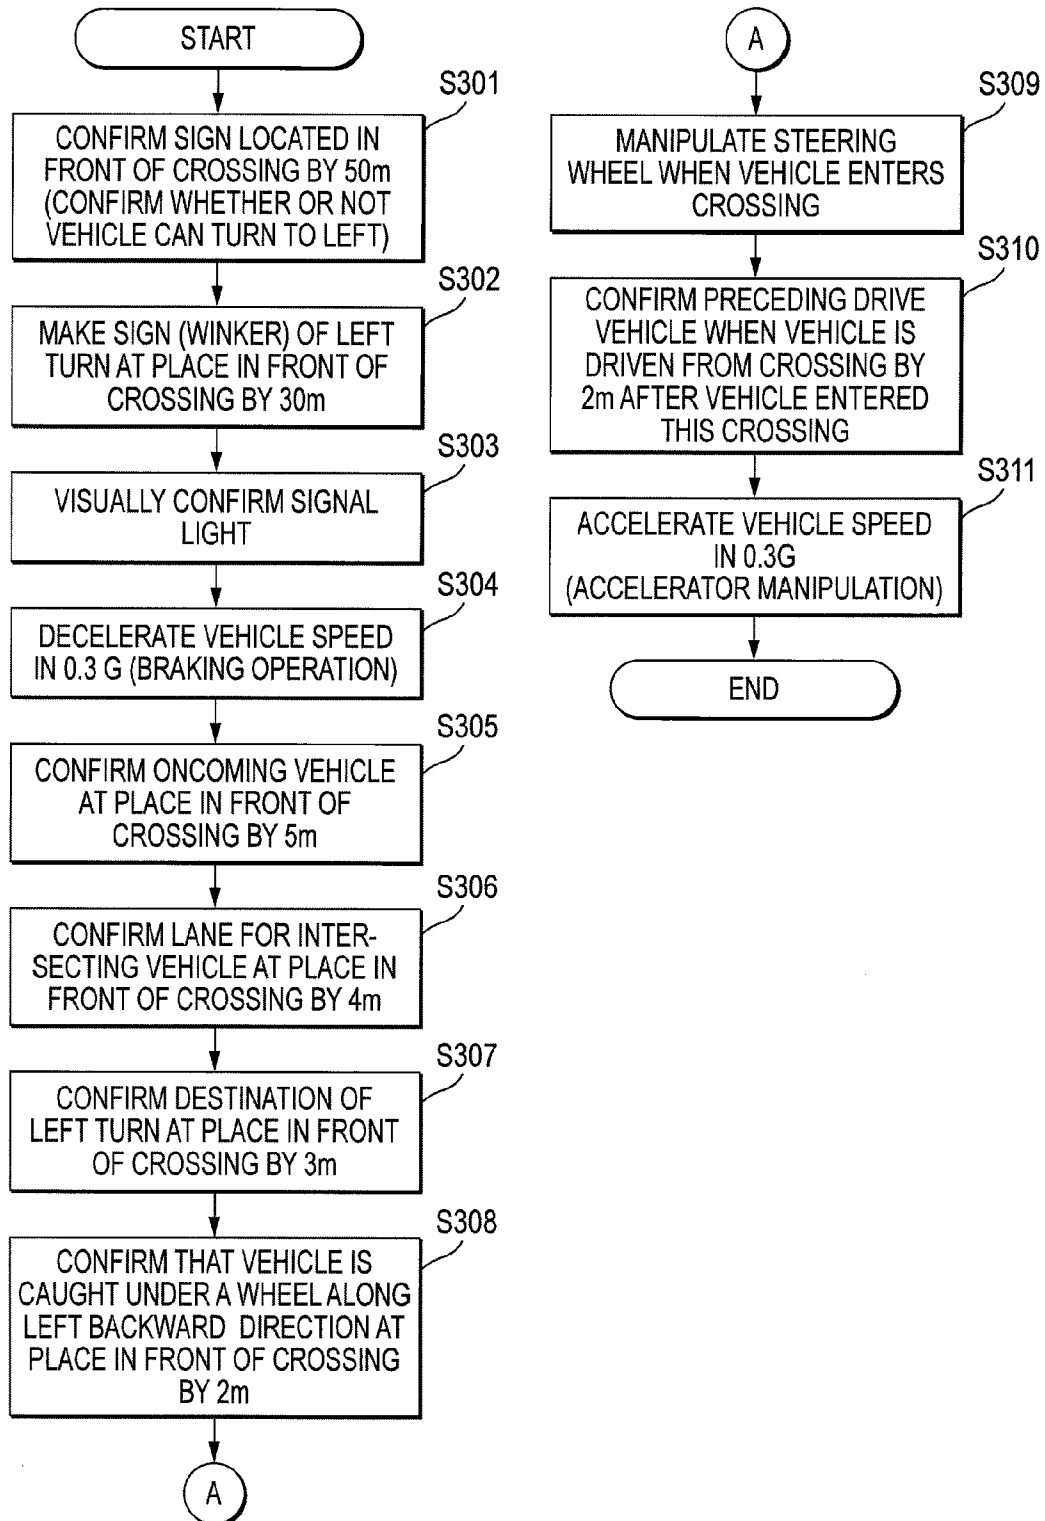 START
S301
CONFIRM SIGN LOCATED IN
FRONT OF CROSSING BY 50m
(CONFIRM WHETHER OR NOT
VEHICLE CAN TURN TO LEFT)
S302
MAKE SIGN (WINKER) OF LEFT
TURN AT PLACE IN FRONT OF
CROSSING BY 30m
S303
VISUALLY CONFIRM SIGNAL
LIGHT
S304
DECELERATE VEHICLE SPEED
IN 0.3 G (BRAKING OPERATION)
S305
CONFIRM ONCOMING VEHICLE
AT PLACE IN FRONT OF
CROSSING BY 5m
S306
CONFIRM LANE FOR INTER-
SECTING VEHICLE AT PLACE IN
FRONT OF CROSSING BY 4m
S307
CONFIRM DESTINATION OF
LEFT TURN AT PLACE IN FRONT
OF CROSSING BY 3m
S308
CONFIRM THAT VEHICLE IS
CAUGHT UNDER A WHEEL ALONG
LEFT BACKWARD DIRECTION AT
PLACE IN FRONT OF CROSSING
BY 2m
A
A
S309
MANIPULATE STEERING
WHEEL WHEN VEHICLE ENTERS
CROSSING
S310
CONFIRM PRECEDING DRIVE
VEHICLE WHEN VEHICLE IS
DRIVEN FROM CROSSING BY
2m AFTER VEHICLE ENTERED
THIS CROSSING
S311
ACCELERATE VEHICLE SPEED
IN 0.3G
(ACCELERATOR MANIPULATION)
END